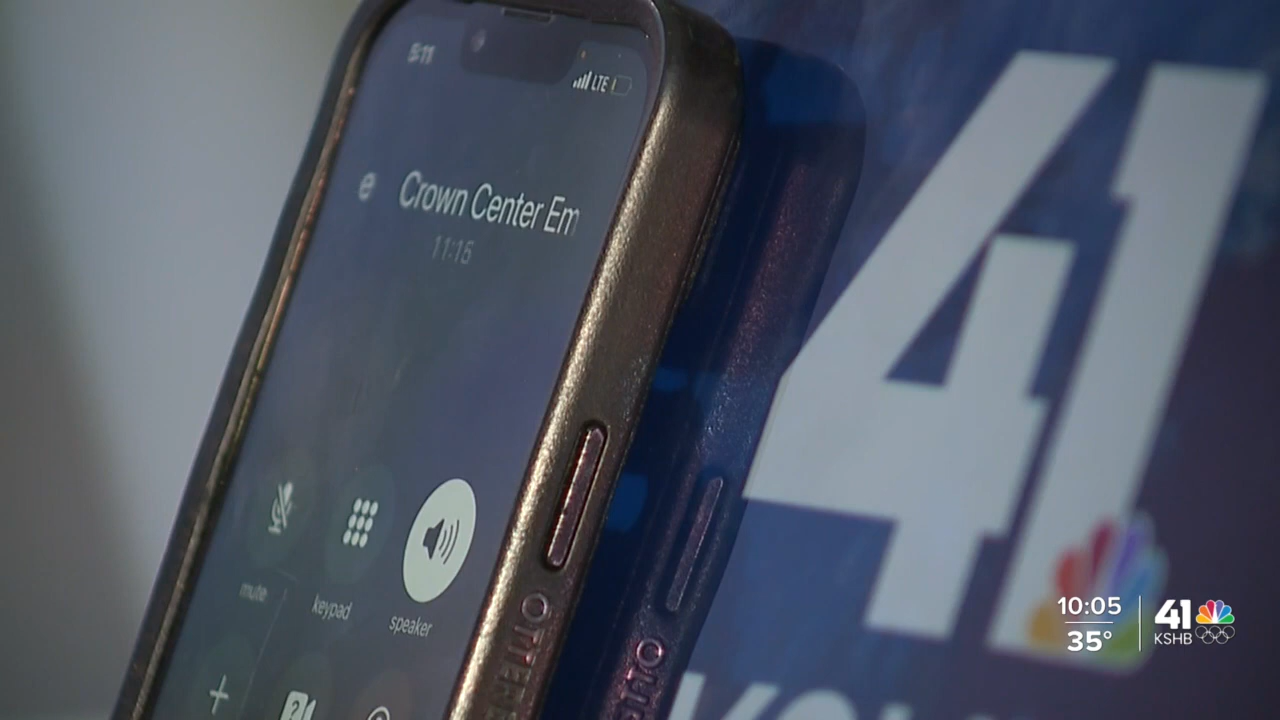 5:11
LTE
e Crown Center Em
11:15
mute
keypad
speaker
41
10:05
35°
41
KSHB